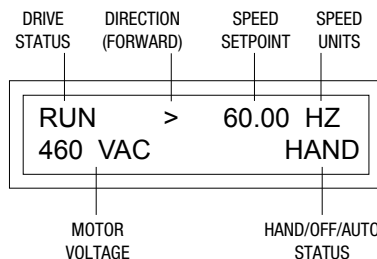 DRIVE STATUS
DIRECTION (FORWARD)
SPEED SETPOINT
SPEED UNITS
RUN > 60.00 HZ
460 VAC HAND
MOTOR VOLTAGE
HAND/OFF/AUTO STATUS